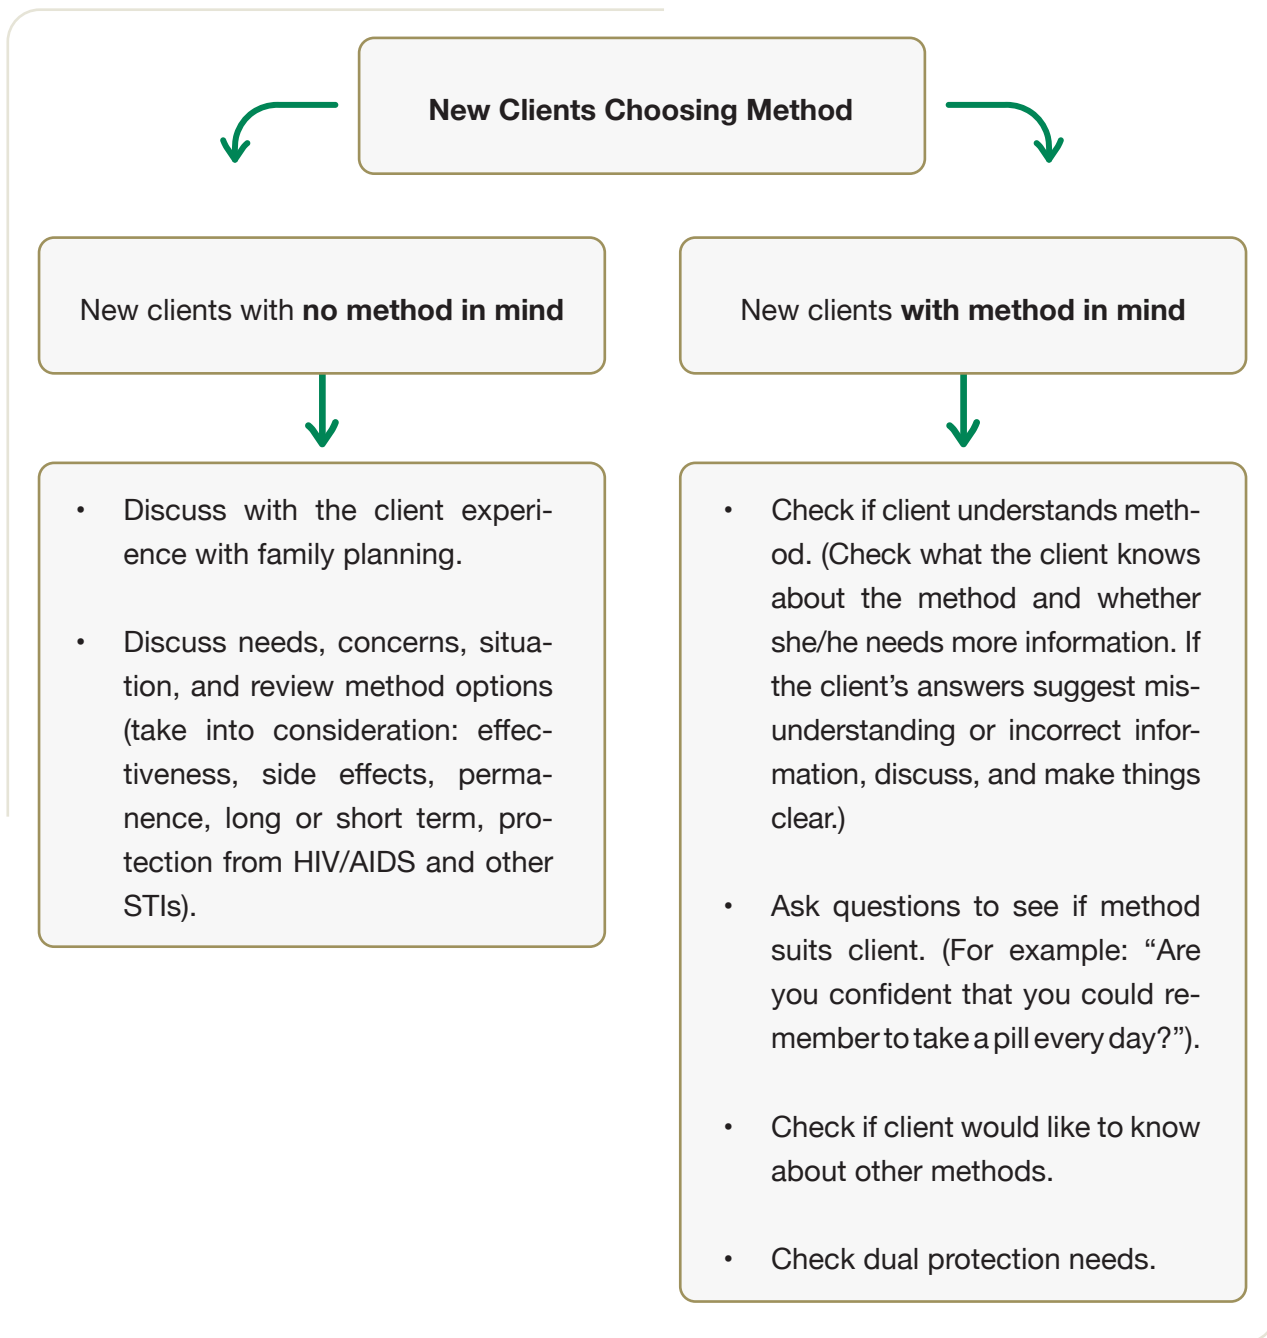 New Clients Choosing Method
New clients with no method in mind
New clients with method in mind
• Discuss with the client experi-
ence with family planning.
• Discuss needs, concerns, situa-
tion, and review method options
(take into consideration: effec-
tiveness, side effects, perma-
nence, long or short term, pro-
tection from HIV/AIDS and other
STIs).
• Check if client understands meth-
od. (Check what the client knows
about the method and whether
she/he needs more information. If
the client’s answers suggest mis-
understanding or incorrect infor-
mation, discuss, and make things
clear.)
• Ask questions to see if method
suits client. (For example: “Are
you confident that you could re-
member to take a pill every day?”).
• Check if client would like to know
about other methods.
• Check dual protection needs.